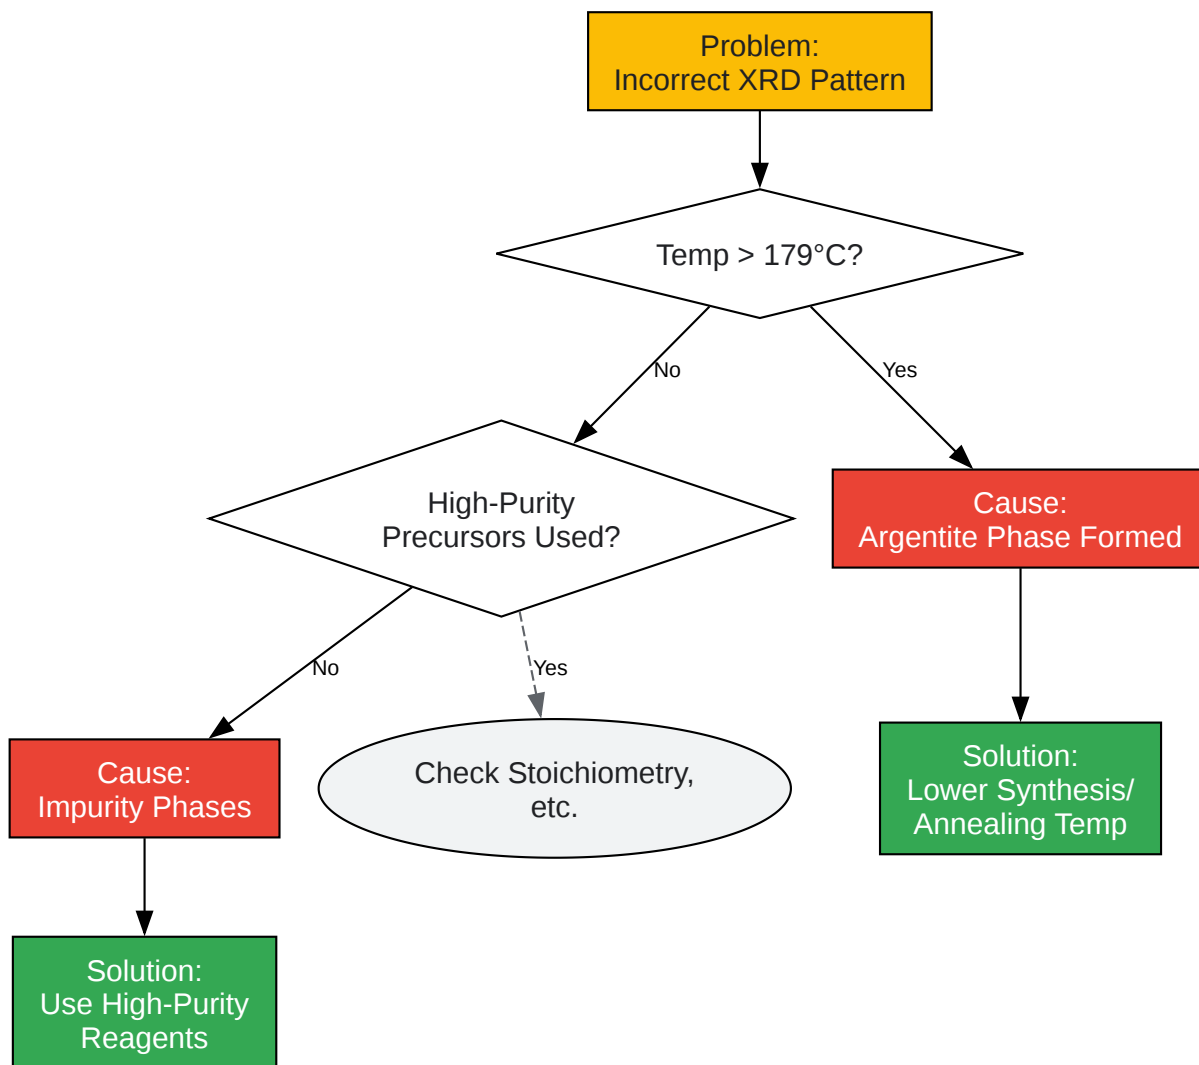 Problem:
Incorrect XRD Pattern
Temp > 179°C?
No
Yes
High-Purity
Precursors Used?
Cause:
Argentite Phase Formed
No
Yes
Cause:
Impurity Phases
Check Stoichiometry,
etc.
Solution:
Lower Synthesis/
Annealing Temp
Solution:
Use High-Purity
Reagents